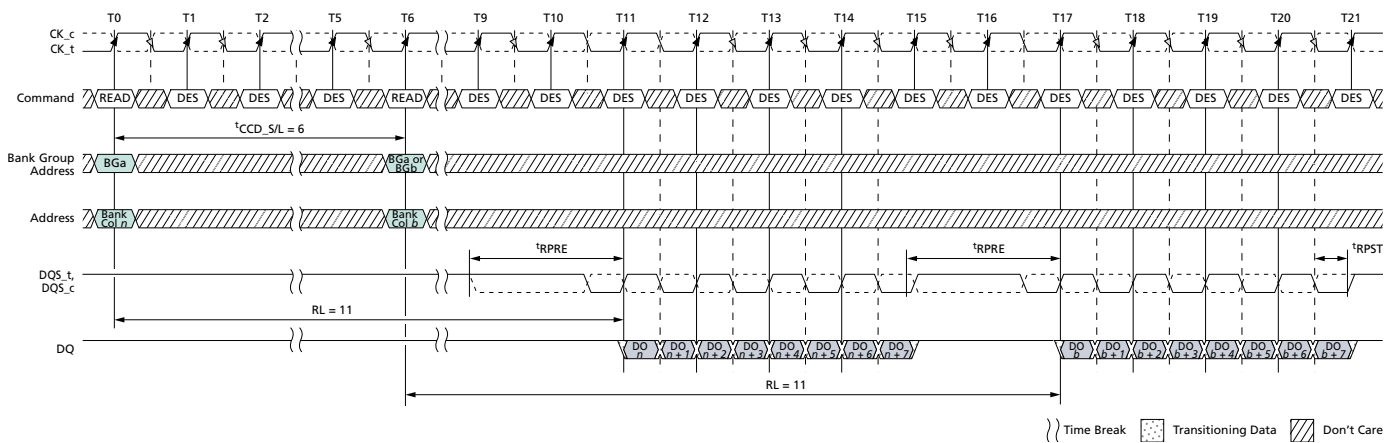 T0 T1 T2 T5 T6 T9 T10 T11 T12 T13 T14 T15 T16 T17 T18 T19 T20 T21
CK_c
CK_t
Command READ DES DES DES READ DES DES DES DES DES DES DES DES DES DES DES DES DES
tCCD_S/L = 6
Bank Group
Address
BGa
BGa or
BGb
Address
Bank
Col n
Bank
Col b
tRPRE tRPRE tRPST
DQS_t,
DQS_c
RL = 11
DQ
DO
n
DO
n + 1
DO
n + 2
DO
n + 3
DO
n + 4
DO
n + 5
DO
n + 6
DO
n + 7
DO
b
DO
b + 1
DO
b + 2
DO
b + 3
DO
b + 4
DO
b + 5
DO
b + 6
DO
b + 7
RL = 11
Time Break Transitioning Data Don't Care